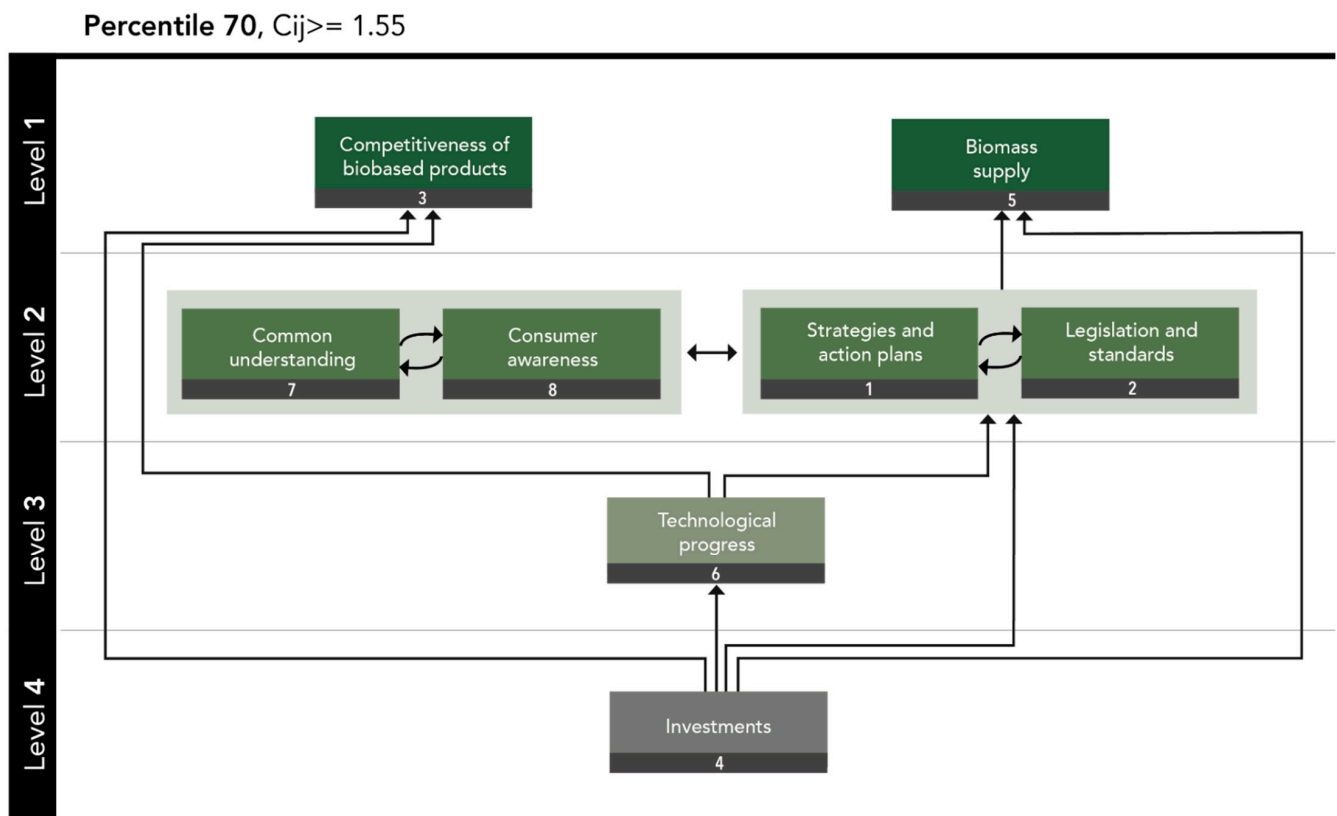 Percentile 70, Cij>= 1.55
Level 1
Competitiveness of
biobased products
3
Biomass
supply
5
Level 2
Common
understanding
7
Consumer
awareness
8
Strategies and
action plans
1
Legislation and
standards
2
Level 3
Technological
progress
6
Level 4
Investments
4